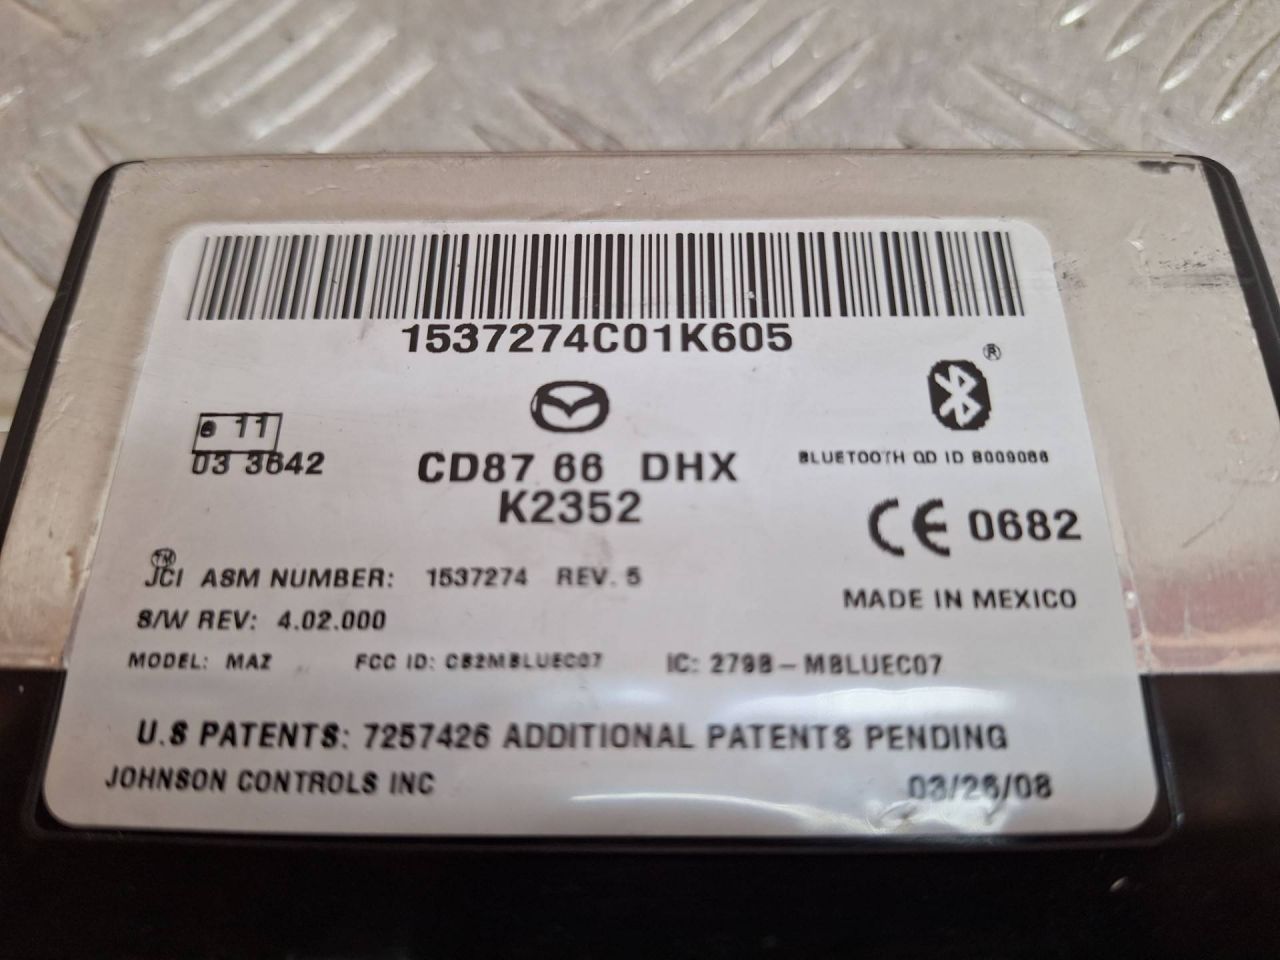 1537274C01K605
®
e 11
03 3642
CD87 66 DHX
K2352
BLUETOOTH QD ID B009066
CE 0682
TM
JCI ASM NUMBER: 1537274 REV. 5
S/W REV: 4.02.000
MADE IN MEXICO
MODEL: MAZ FCC ID: CB2MBLUEC07 IC: 279B-MBLUEC07
U.S PATENTS: 7257426 ADDITIONAL PATENTS PENDING
JOHNSON CONTROLS INC 03/26/08